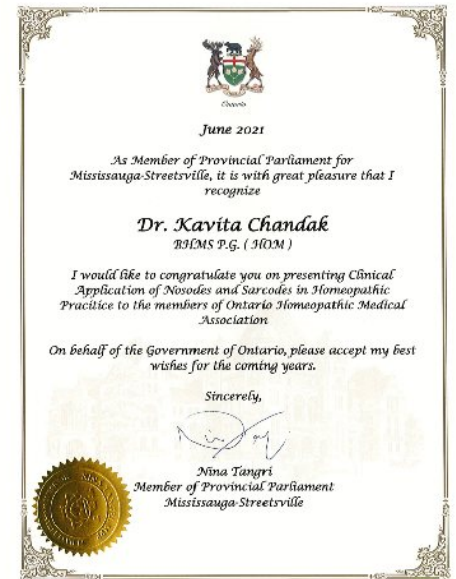 Ontario
June 2021
As Member of Provincial Parliament for
Mississauga-Streetsville, it is with great pleasure that I
recognize
Dr. Kavita Chandak
BHMS P.G. ( HOM )
I would like to congratulate you on presenting Clinical
Application of Nosodes and Sarcodes in Homeopathic
Pracitice to the members of Ontario Homeopathic Medical
Association
On behalf of the Government of Ontario, please accept my best
wishes for the coming years.
Sincerely,
Nina Tangri
Member of Provincial Parliament
Mississauga-Streetsville